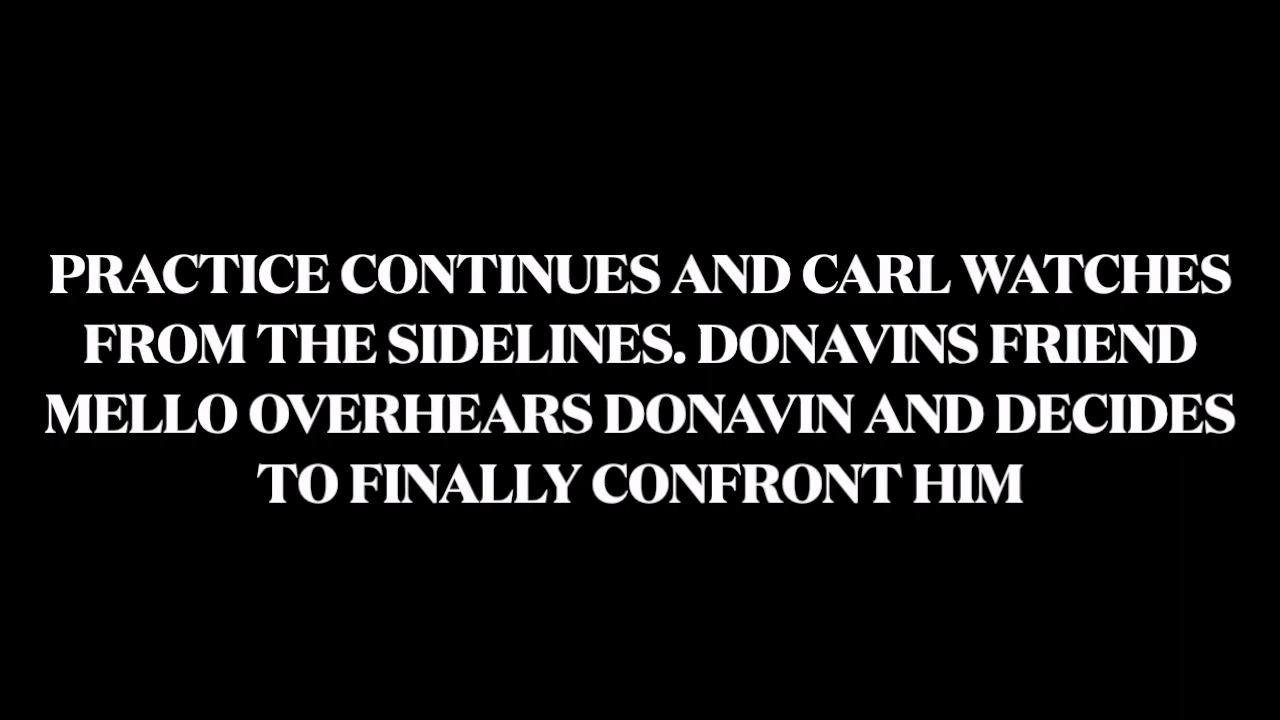 PRACTICE CONTINUES AND CARL WATCHES
FROM THE SIDELINES. DONAVINS FRIEND
MELLO OVERHEARS DONAVIN AND DECIDES
TO FINALLY CONFRONT HIM